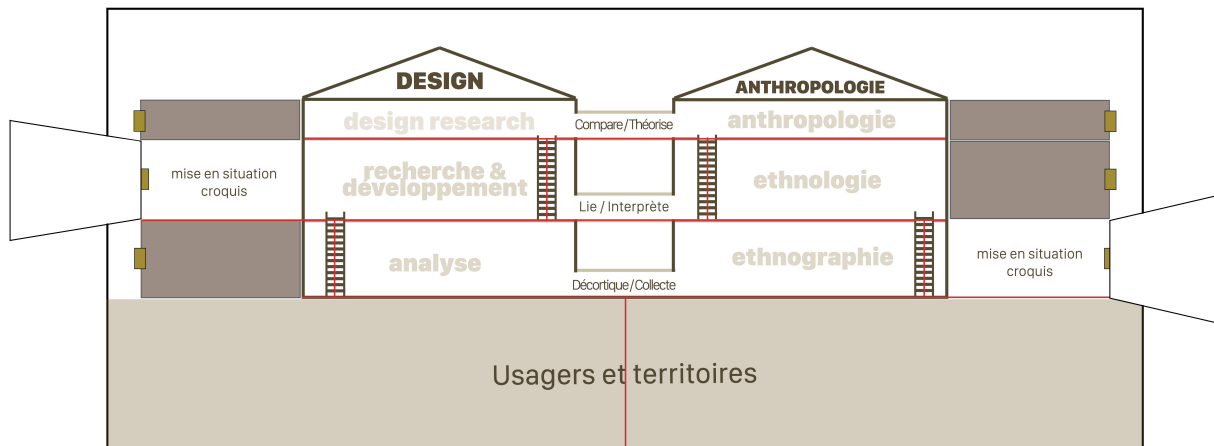 DESIGN
ANTHROPOLOGIE
design research
Compare/Théorise
anthropologie
mise en situation
croquis
recherche &
développement
Lie / Interprète
ethnologie
analyse
Décortique/Collecte
ethnographie
mise en situation
croquis
Usagers et territoires